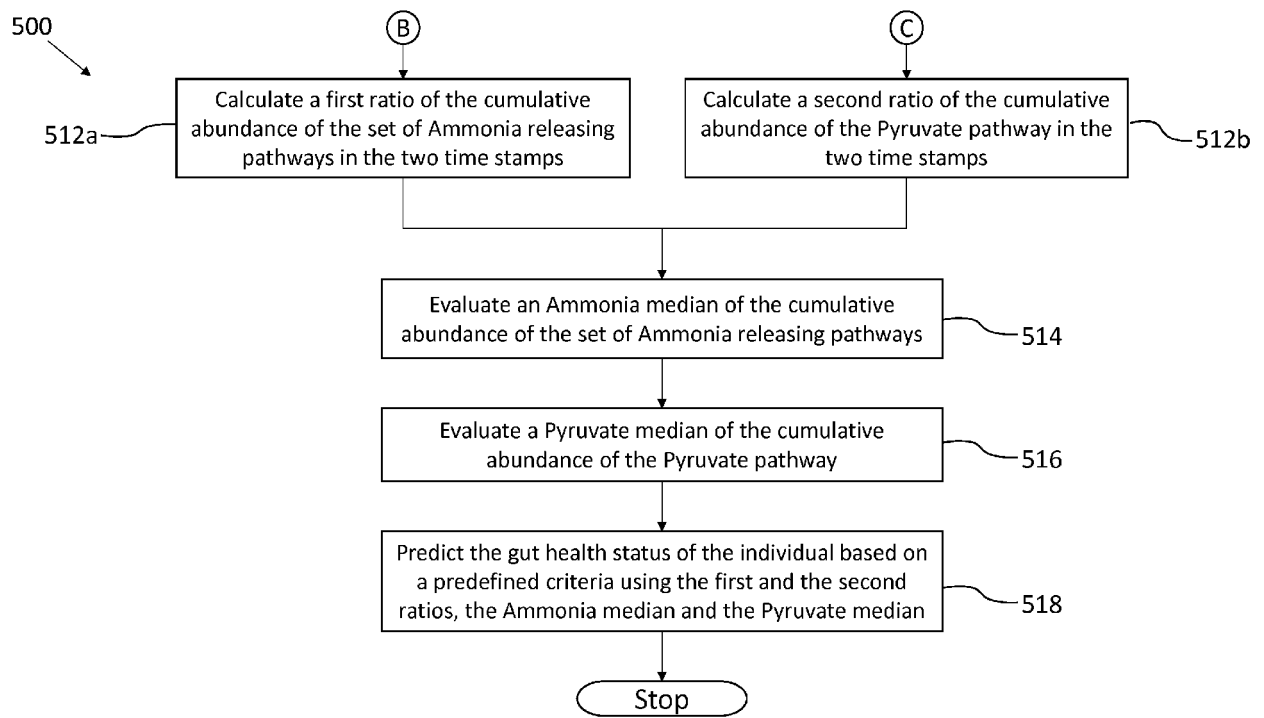 500
B
C
Calculate a first ratio of the cumulative
abundance of the set of Ammonia releasing
pathways in the two time stamps
512a
Calculate a second ratio of the cumulative
abundance of the Pyruvate pathway in the
two time stamps
512b
Evaluate an Ammonia median of the cumulative
abundance of the set of Ammonia releasing pathways
514
Evaluate a Pyruvate median of the cumulative
abundance of the Pyruvate pathway
516
Predict the gut health status of the individual based on
a predefined criteria using the first and the second
ratios, the Ammonia median and the Pyruvate median
518
Stop